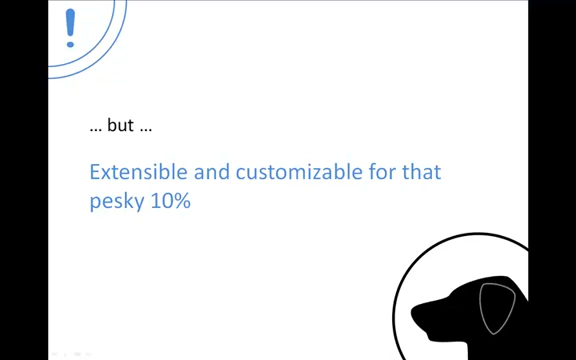 !
… but …
Extensible and customizable for that
pesky 10%